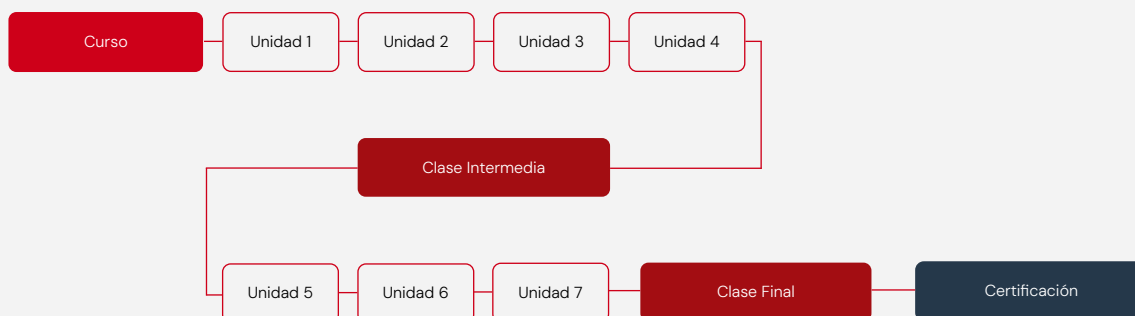 Curso
Unidad 1
Unidad 2
Unidad 3
Unidad 4
Clase Intermedia
Unidad 5
Unidad 6
Unidad 7
Clase Final
Certificación